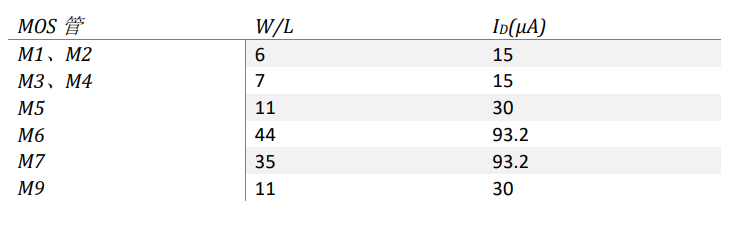 MOS 管 W/L ID(μA)
M1、M2 6 15
M3、M4 7 15
M5 11 30
M6 44 93.2
M7 35 93.2
M9 11 30